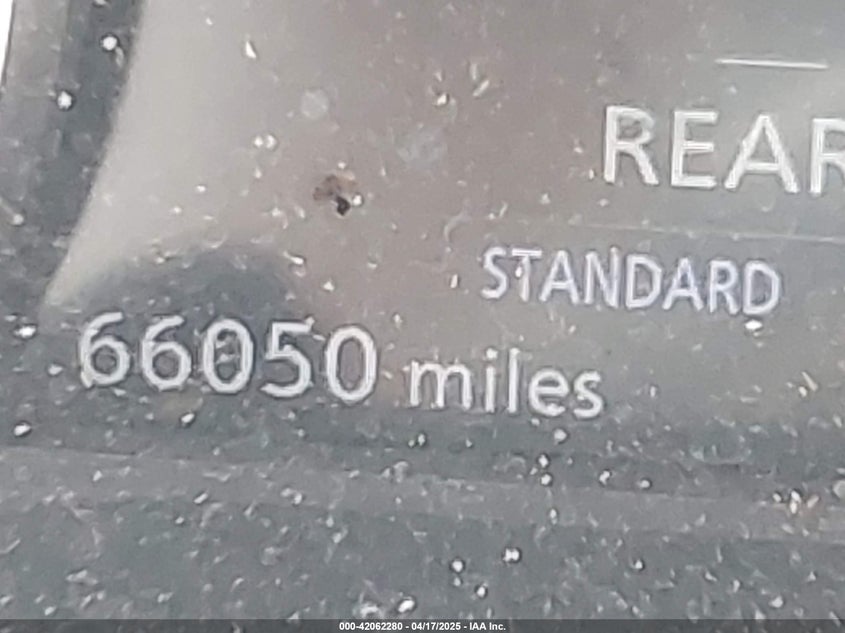 REAR
STANDARD
66050 miles
000-42062280 - 04/17/2025 - IAA Inc.